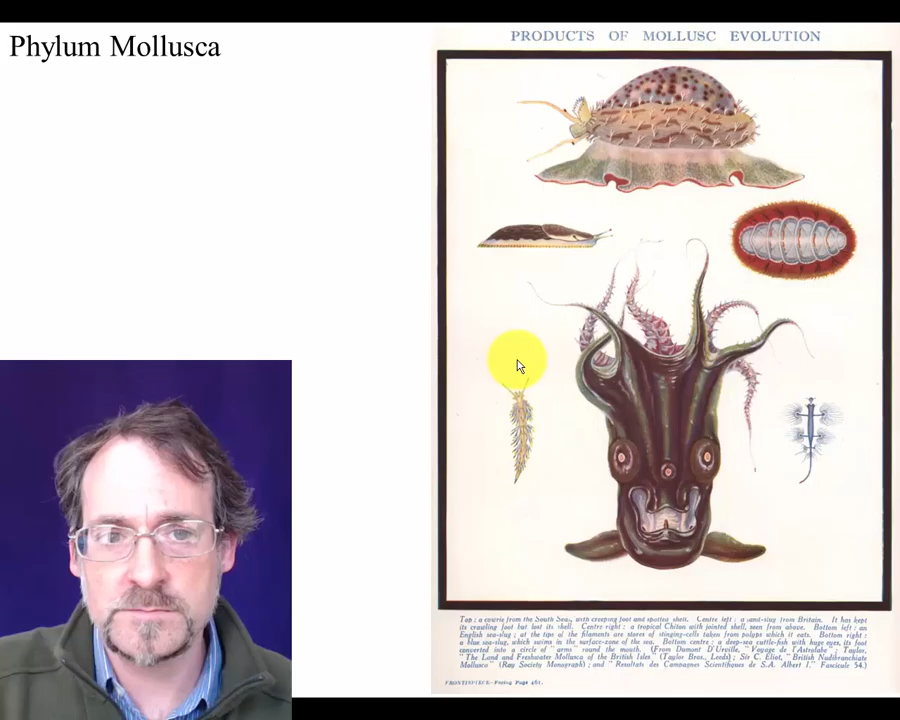 Phylum Mollusca
PRODUCTS OF MOLLUSC EVOLUTION
Top : a cowrie from the South Seas, with creeping foot and spotted shell. Centre left : a land-slug from Britain. It has kept
its crawling foot but lost its shell. Centre right : a tropical Chiton with jointed shell, seen from above. Bottom left : an
English sea-slug ; at the tips of the filaments are stores of stinging-cells taken from polyps which it eats. Bottom right :
a blue sea-slug, which swims in the surface-zone of the sea. Bottom centre : a deep-sea cuttle-fish with huge eyes, its foot
converted into a circle of "arms" round the mouth. (From Dumont D'Urville, "Voyage de l'Astrolabe" ; Taylor,
"The Land and Freshwater Mollusca of the British Isles" (Taylor Bros., Leeds) ; Sir C. Eliot, "British Nudibranchiate
Mollusca" (Ray Society Monograph) ; and "Resultats des Campagnes Scientifiques de S.A. Albert I." Fascicule 54.)
FRONTISPIECE—Facing Page 461.